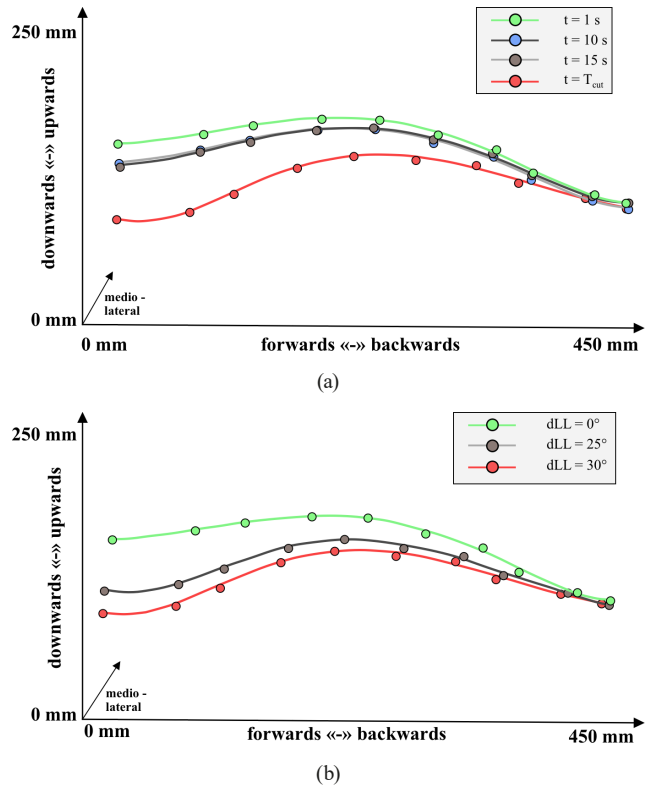 250 mm
t = 1 s
t = 10 s
t = 15 s
t = Tcut
downwards «-» upwards
medio -
lateral
0 mm
0 mm
forwards «-» backwards
450 mm
(a)
250 mm
dLL = 0°
dLL = 25°
dLL = 30°
downwards «-» upwards
medio -
lateral
0 mm
0 mm
forwards «-» backwards
450 mm
(b)